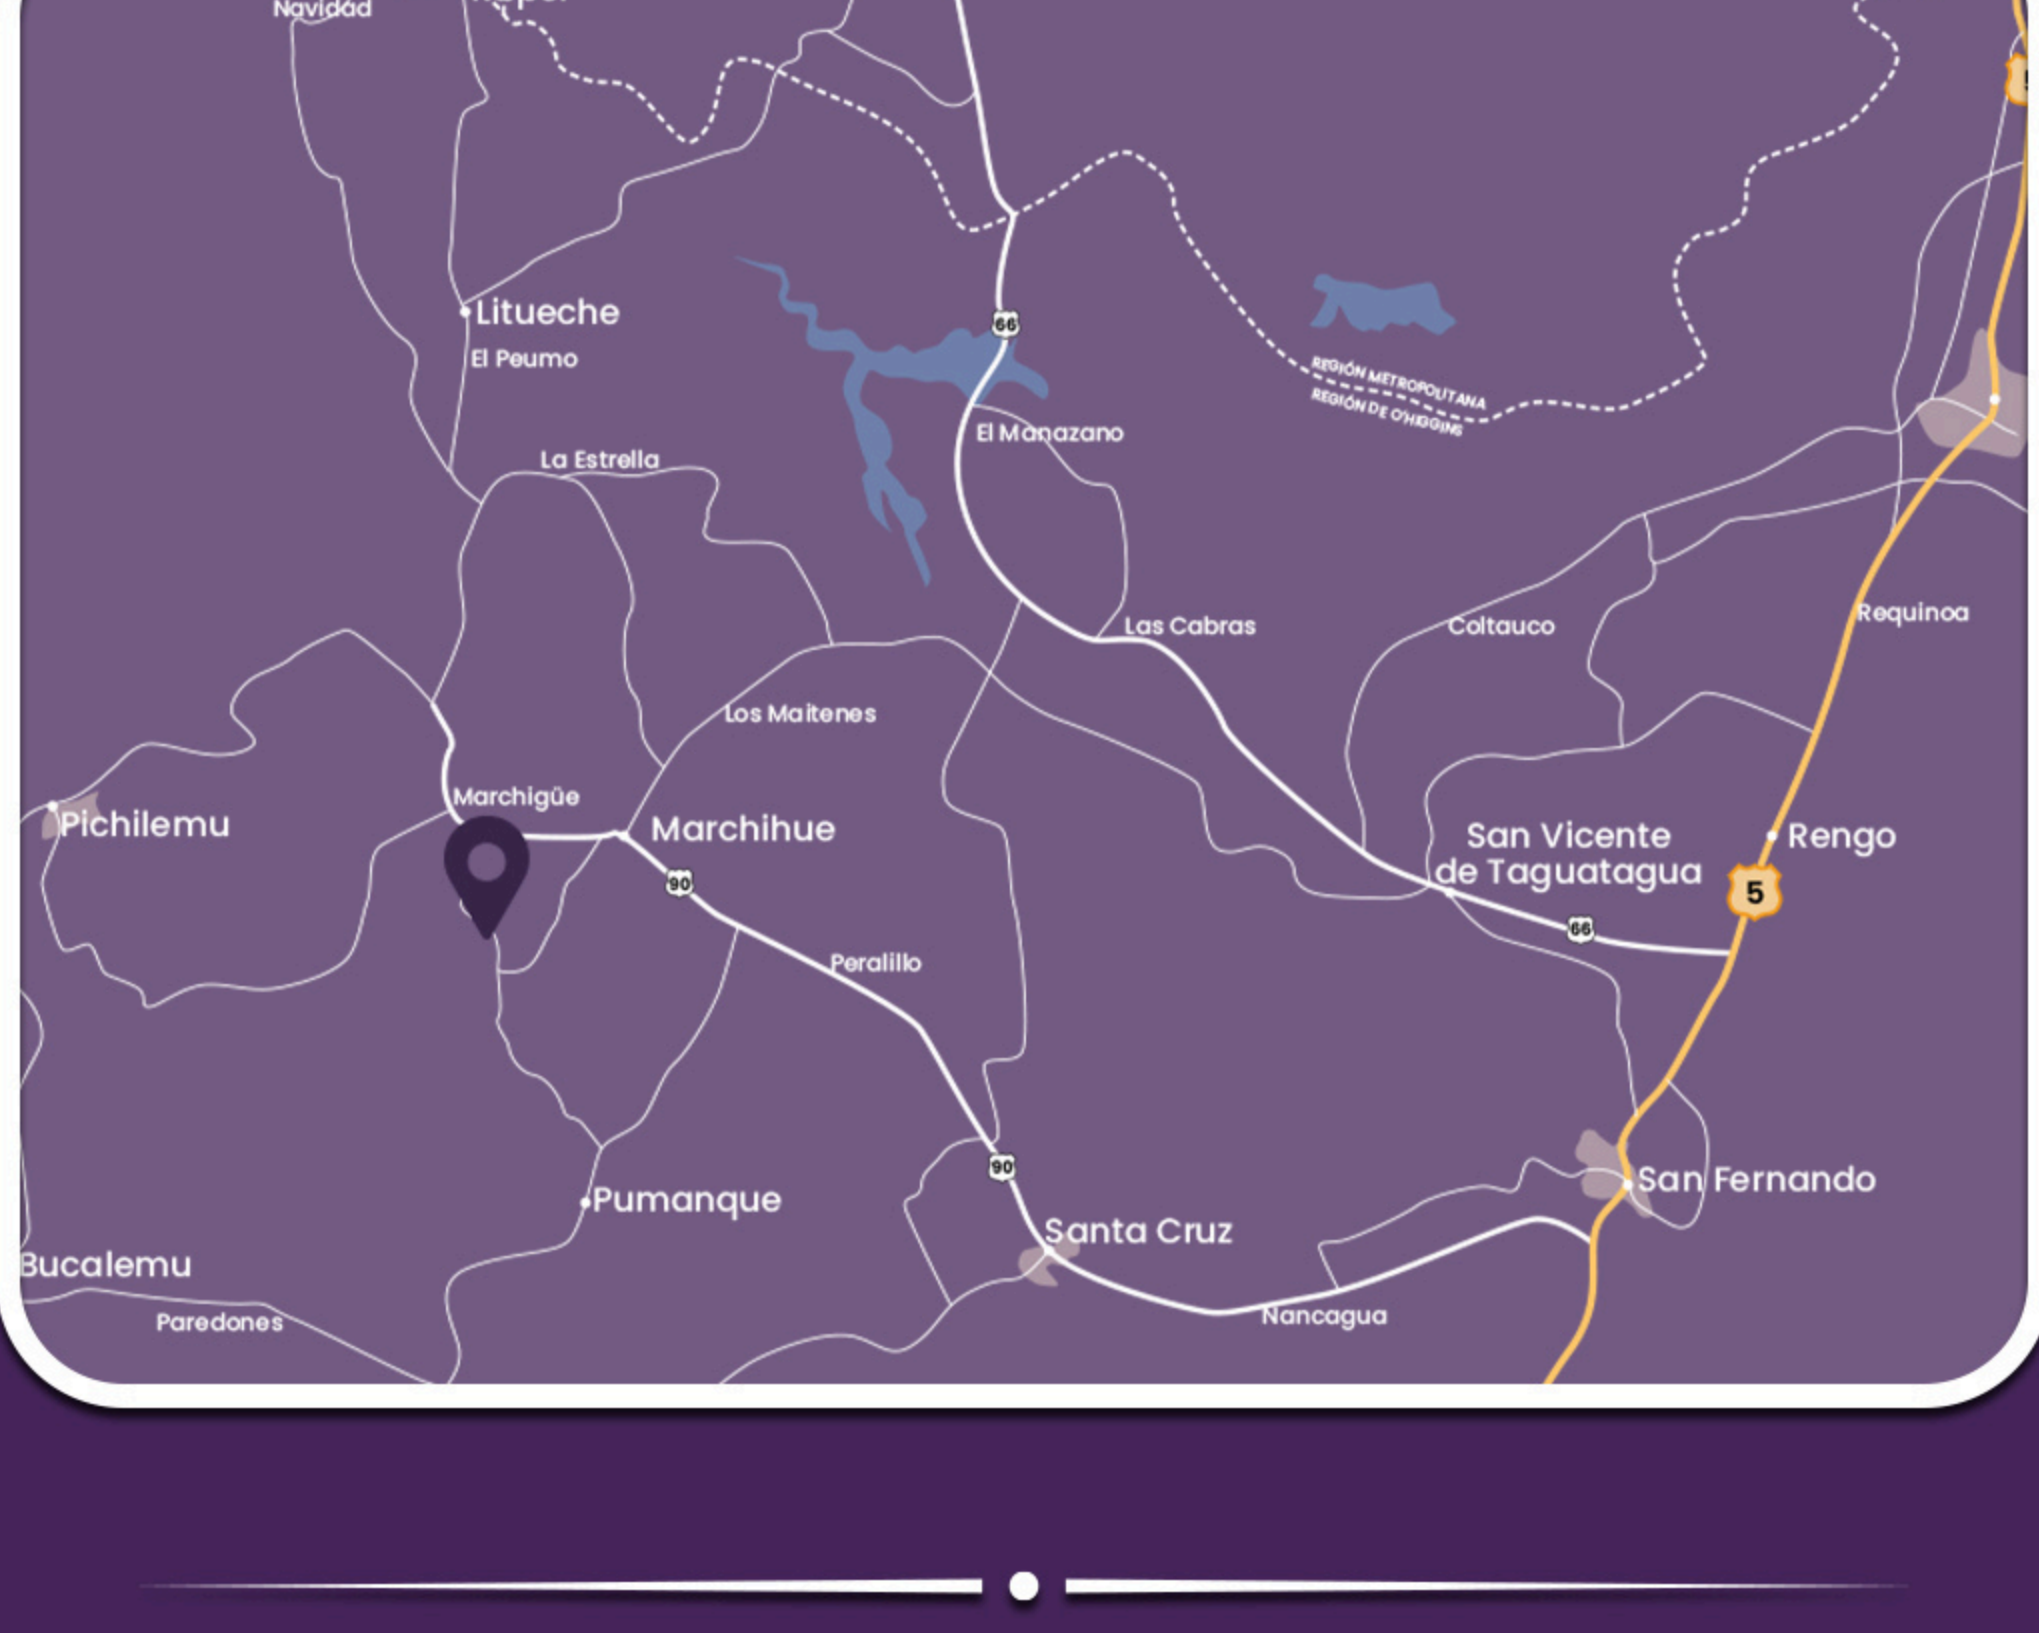 Navidad
Litueche
66
El Peumo
REGIÓN METROPOLITANA
REGIÓN DE O'HIGGINS
El Manazano
La Estrella
Las Cabras
Coltauco
Requinoa
Los Maitenes
Marchigüe
Pichilemu
Marchihue
San Vicente
de Taguatagua
Rengo
90
5
66
Peralillo
90
San Fernando
Pumanque
Santa Cruz
Bucalemu
Paredones
Nancagua